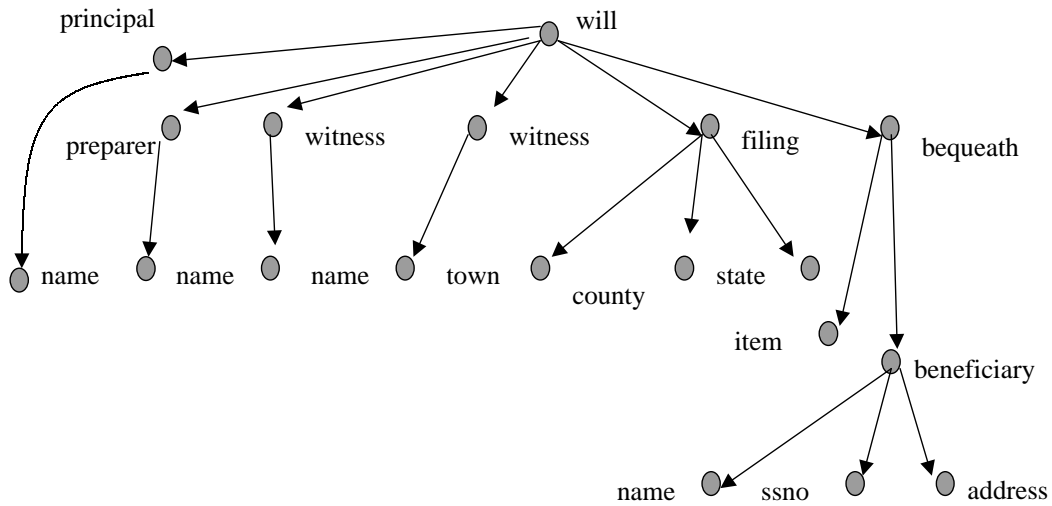 principal
will
preparer
witness
witness
filing
bequeath
name
name
name
town
county
state
item
beneficiary
name
ssno
address